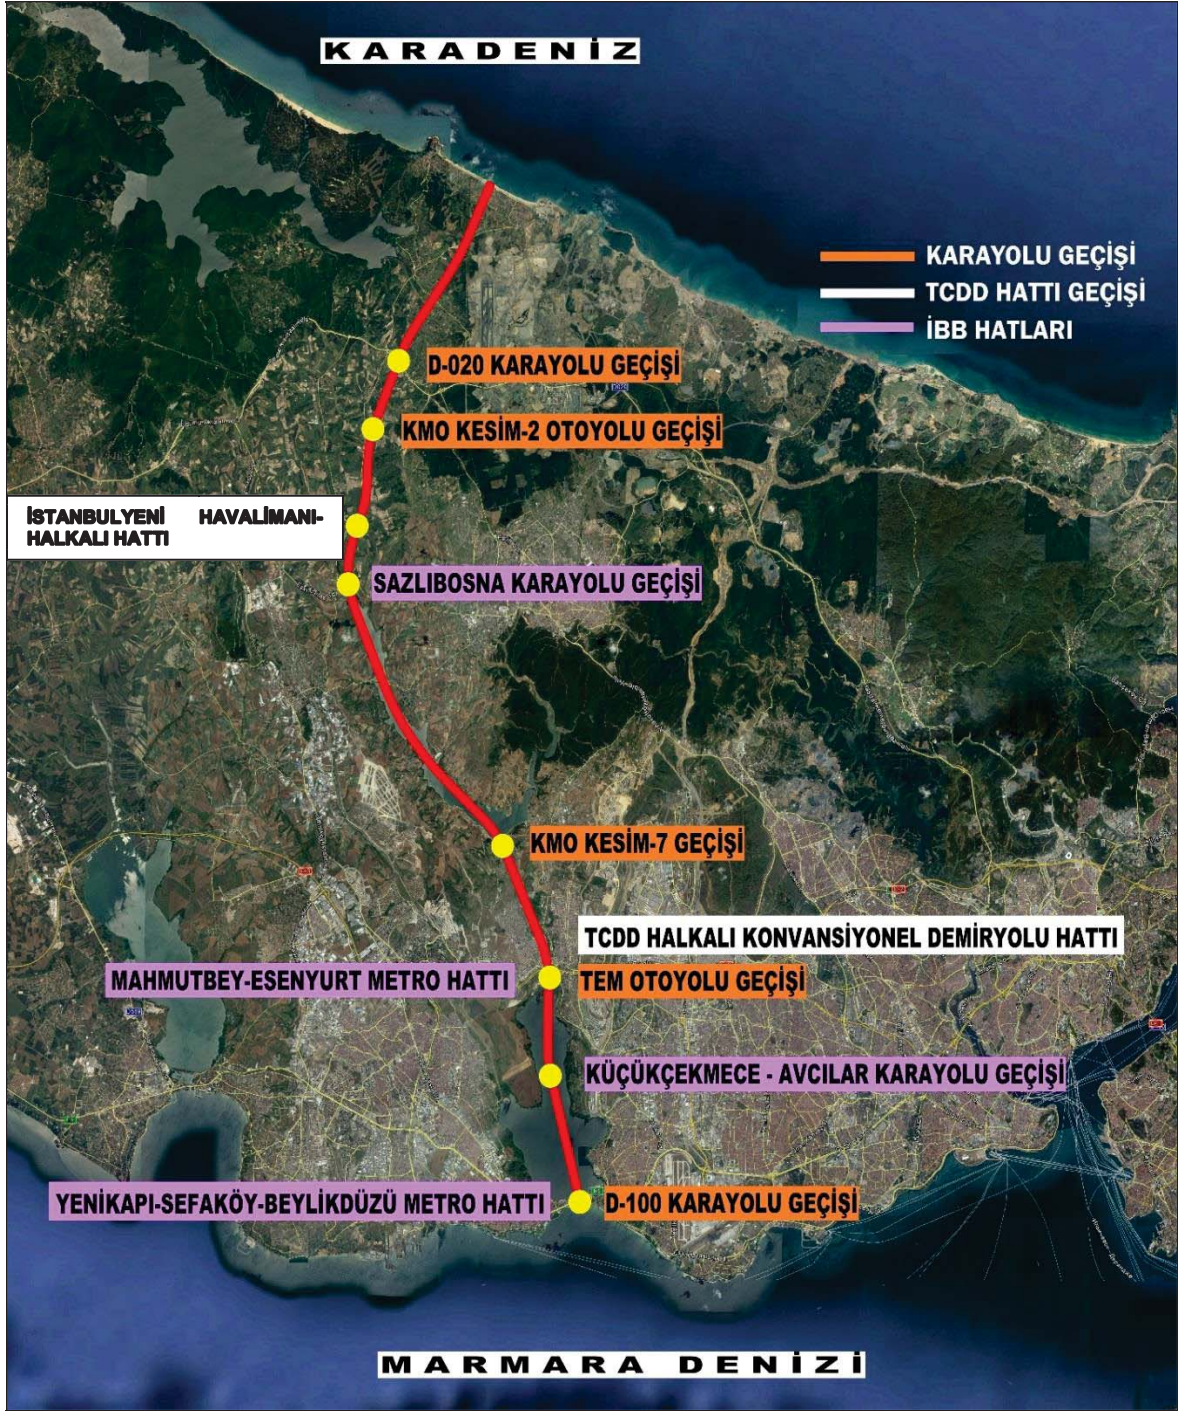 KARADENİZ
KARAYOLU GEÇİŞİ
TCDD HATTI GEÇİŞİ
İBB HATLARI
D-020 KARAYOLU GEÇİŞİ
KMO KESİM-2 OTOYOLU GEÇİŞİ
İSTANBULYENİ HAVALİMANI-
HALKALI HATTI
SAZLIBOSNA KARAYOLU GEÇİŞİ
KMO KESİM-7 GEÇİŞİ
TCDD HALKALI KONVANSİYONEL DEMİRYOLU HATTI
MAHMUTBEY-ESENYURT METRO HATTI
TEM OTOYOLU GEÇİŞİ
KÜÇÜKÇEKMECE - AVCILAR KARAYOLU GEÇİŞİ
YENİKAPI-SEFAKÖY-BEYLİKDÜZÜ METRO HATTI
D-100 KARAYOLU GEÇİŞİ
MARMARA DENİZİ